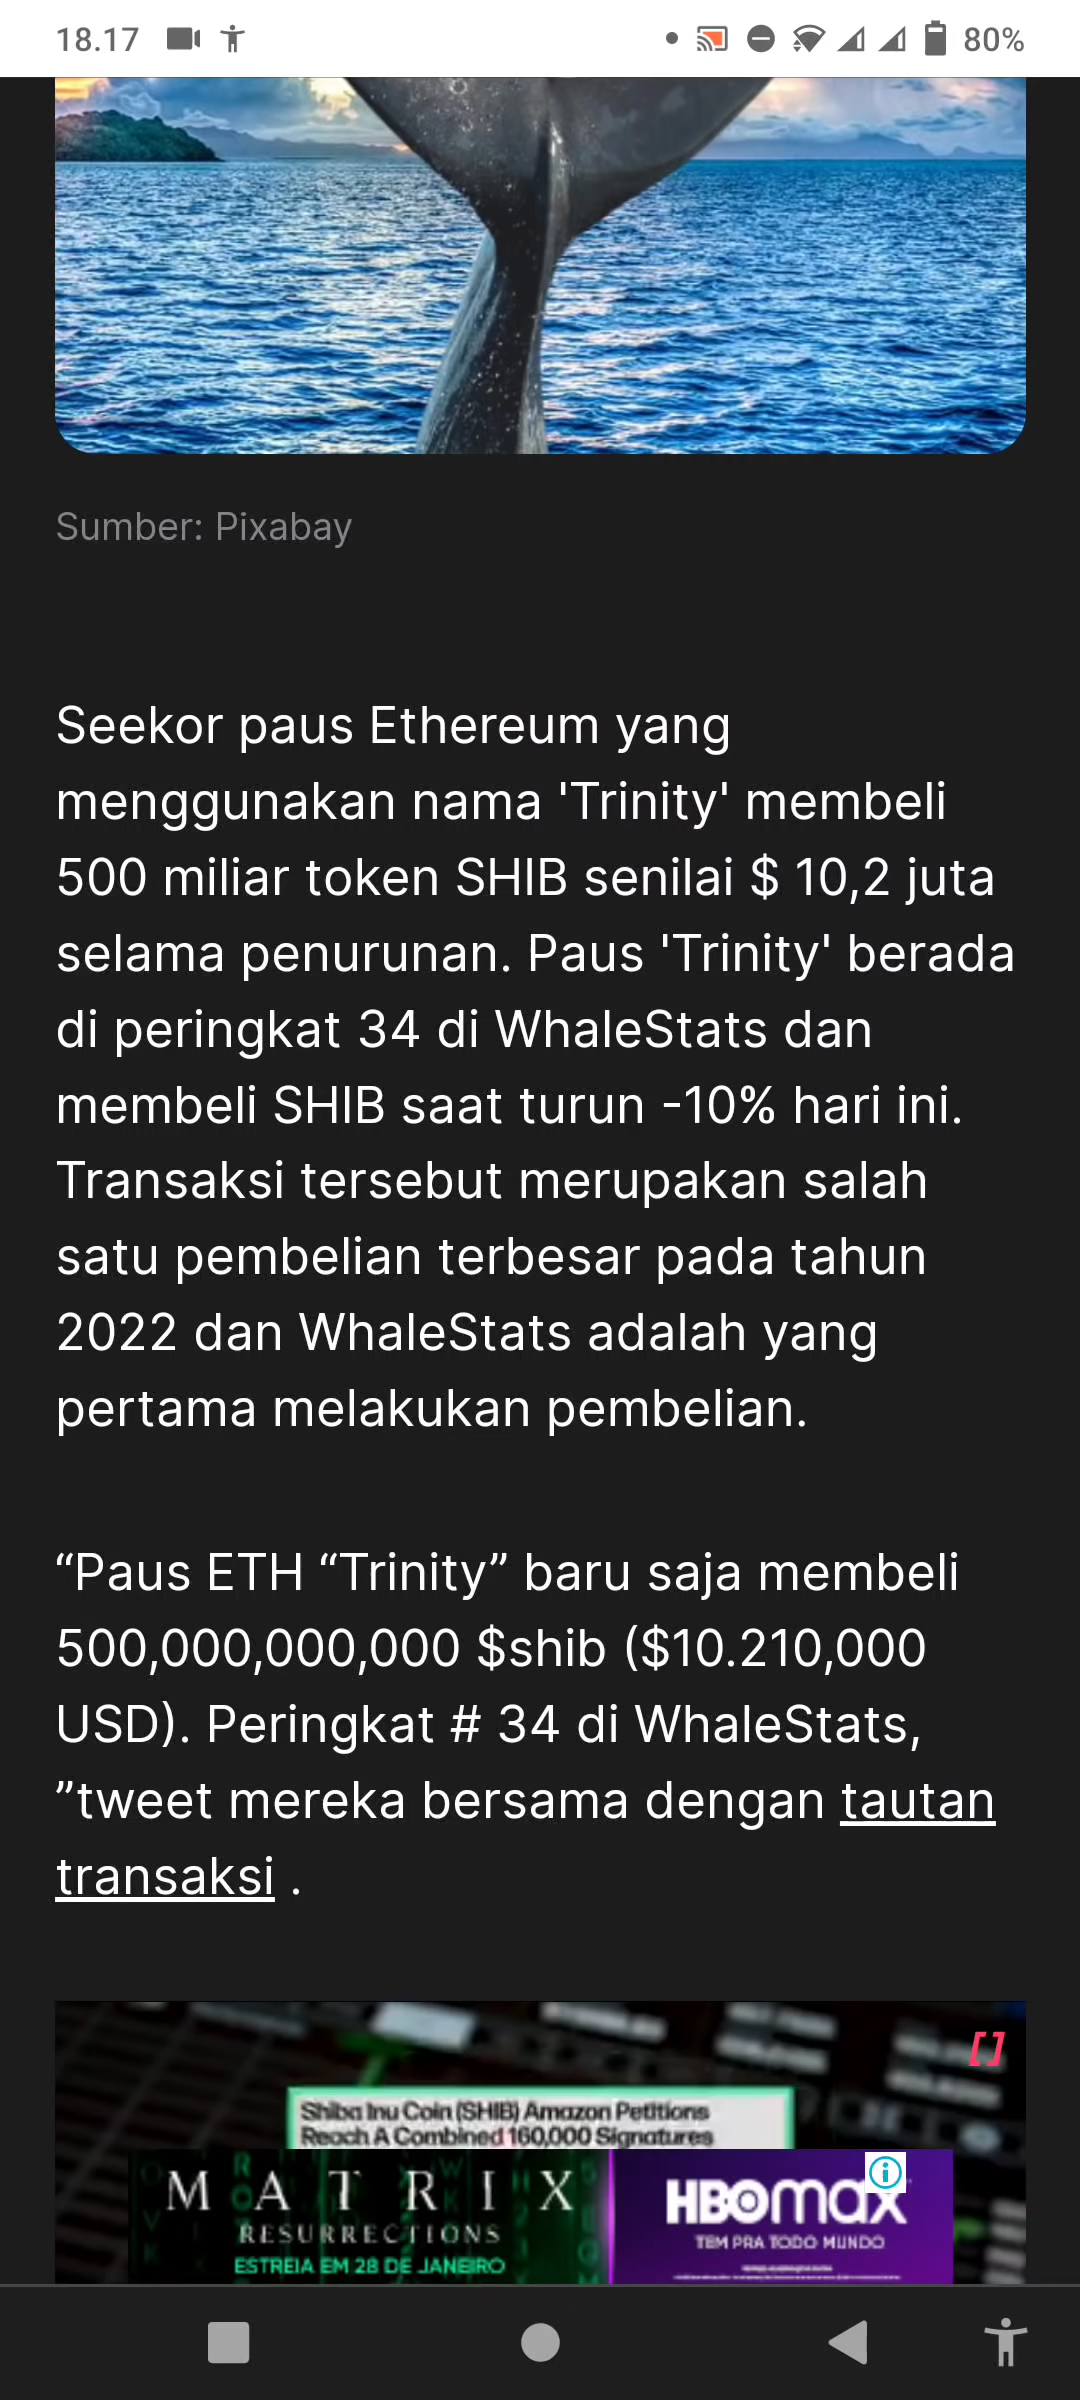 18.17
80%
Sumber: Pixabay
Seekor paus Ethereum yang
menggunakan nama 'Trinity' membeli
500 miliar token SHIB senilai $ 10,2 juta
selama penurunan. Paus 'Trinity' berada
di peringkat 34 di WhaleStats dan
membeli SHIB saat turun -10% hari ini.
Transaksi tersebut merupakan salah
satu pembelian terbesar pada tahun
2022 dan WhaleStats adalah yang
pertama melakukan pembelian.
“Paus ETH “Trinity” baru saja membeli
500,000,000,000 $shib ($10.210,000
USD). Peringkat # 34 di WhaleStats,
”tweet mereka bersama dengan tautan
transaksi .
Shiba Inu Coin (SHIB) Amazon Petitions
Reach A Combined 160,000 Signatures
MATRIX
RESURRECTIONS
ESTREIA EM 28 DE JANEIRO
HBOmax
TEM PRA TODO MUNDO